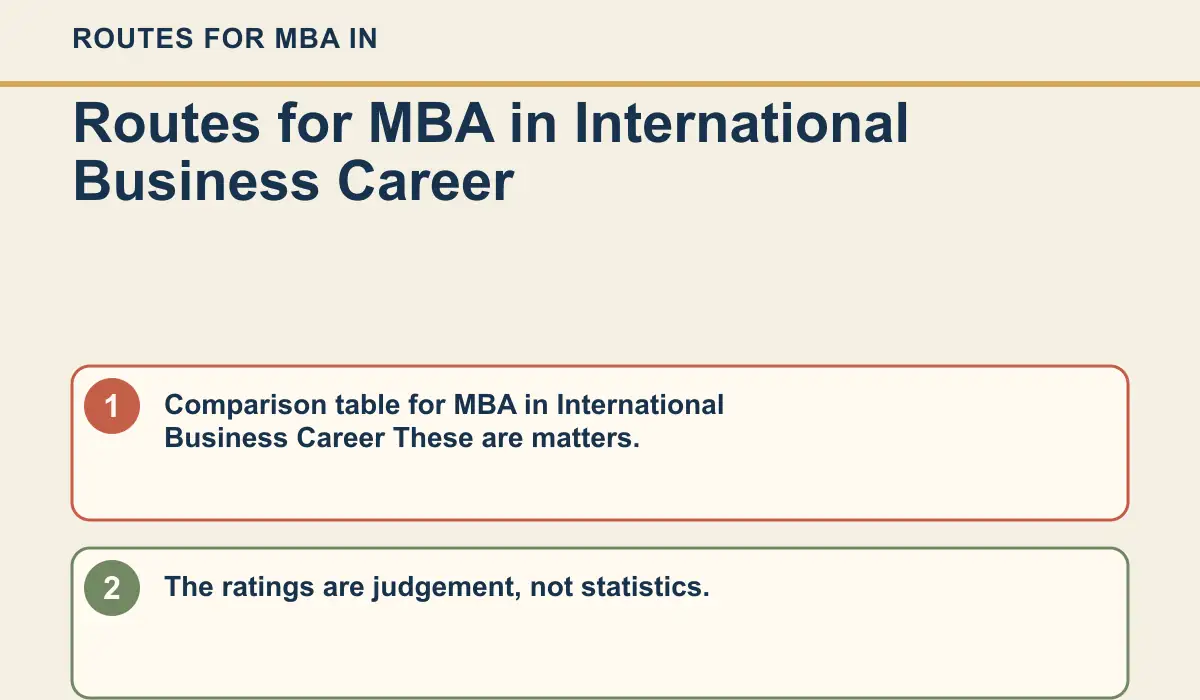 ROUTES FOR MBA IN
Routes for MBA in International
Business Career
1
Comparison table for MBA in International
Business Career These are matters.
2
The ratings are judgement, not statistics.